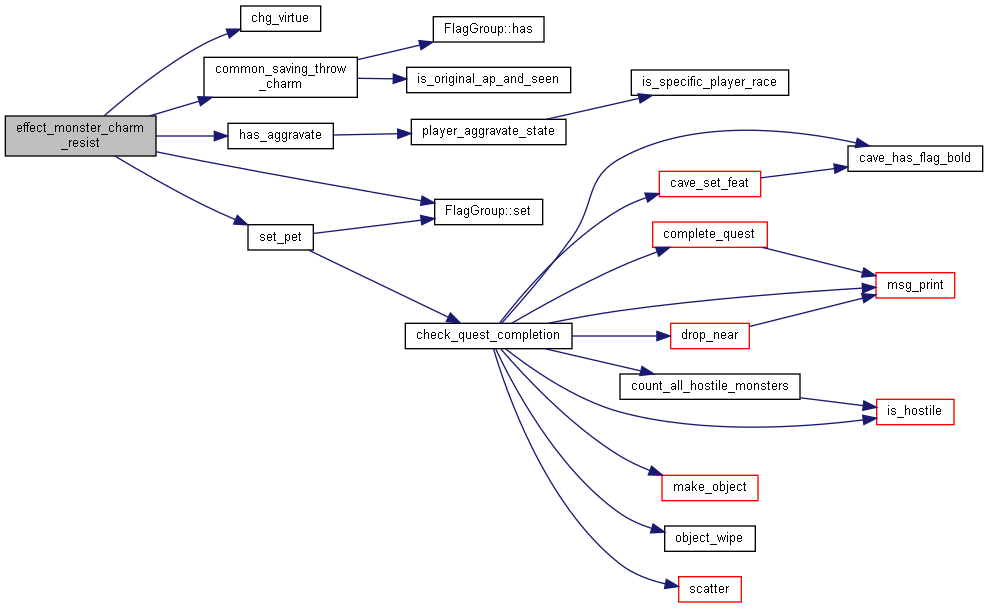 effect_monster_charm
_resist
chg_virtue
common_saving_throw
_charm
FlagGroup::has
is_original_ap_and_seen
has_aggravate
player_aggravate_state
is_specific_player_race
FlagGroup::set
set_pet
check_quest_completion
cave_has_flag_bold
cave_set_feat
complete_quest
msg_print
drop_near
count_all_hostile_monsters
is_hostile
make_object
object_wipe
scatter